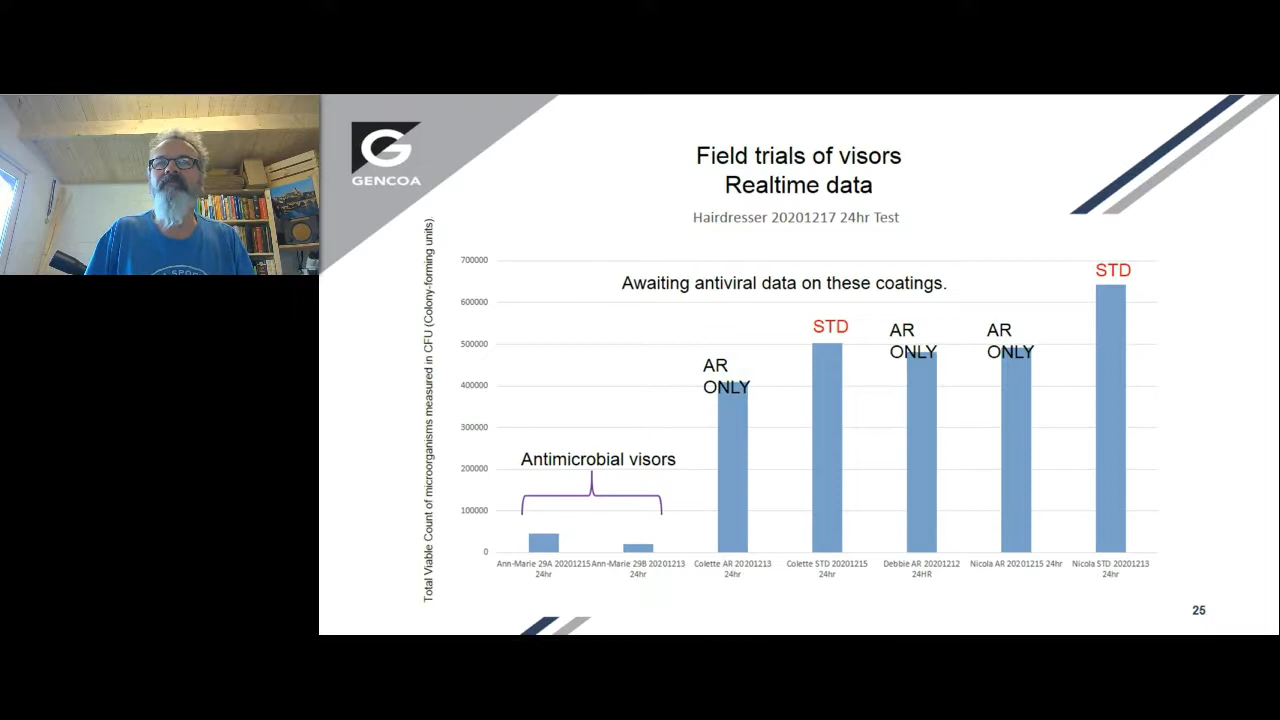 GENCOA
Field trials of visors
Realtime data
Hairdresser 20201217 24hr Test
Total Viable Count of microorganisms measured in CFU (Colony-forming units).
700000
600000
500000
400000
300000
200000
100000
0
Awaiting antiviral data on these coatings.
Antimicrobial visors
AR
ONLY
STD
AR
ONLY
AR
ONLY
STD
Ann-Marie 29A 20201215
24hr
Ann-Marie 29B 20201213
24hr
Colette AR 20201213
24hr
Colette STD 20201215
24hr
Debbie AR 20201212
24HR
Nicola AR 20201215 24hr
Nicola STD 20201213
24hr
25